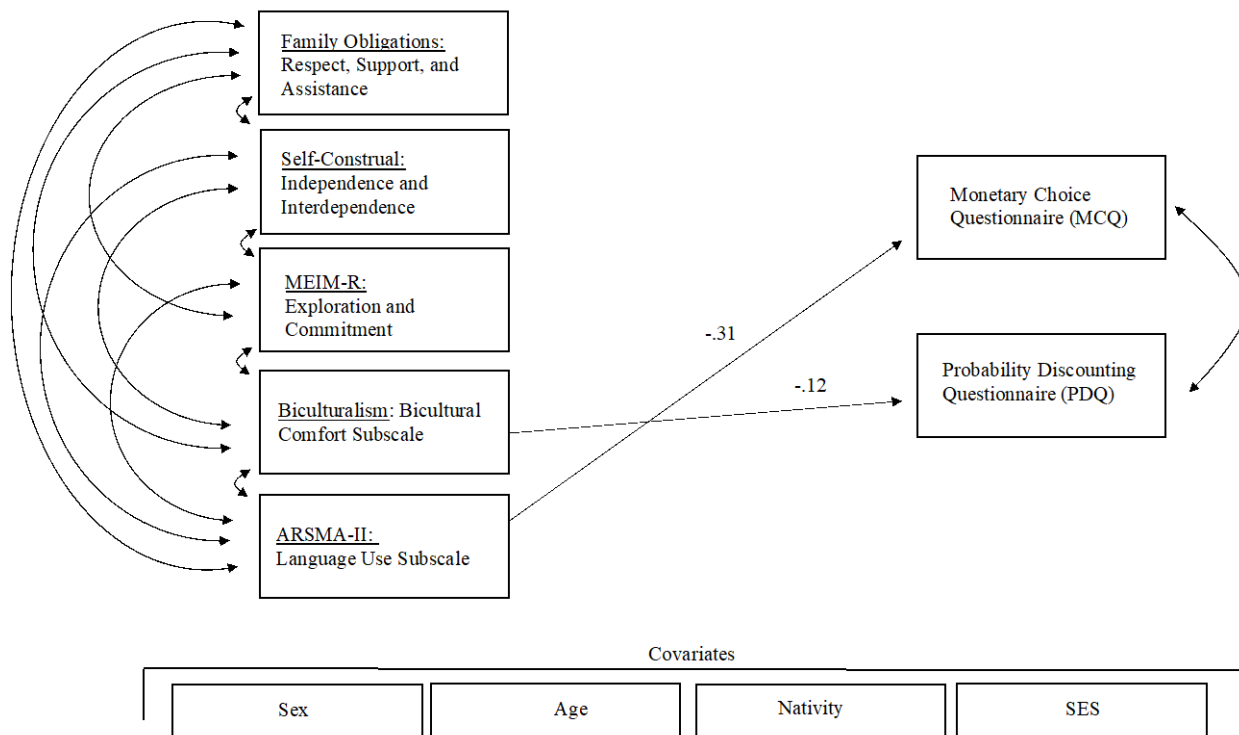 Family Obligations:
Respect, Support, and
Assistance
Self-Construal:
Independence and
Interdependence
MEIM-R:
Exploration and
Commitment
Biculturalism: Bicultural
Comfort Subscale
ARSMA-II:
Language Use Subscale
-.31
-.12
Monetary Choice
Questionnaire (MCQ)
Probability Discounting
Questionnaire (PDQ)
Covariates
Sex
Age
Nativity
SES